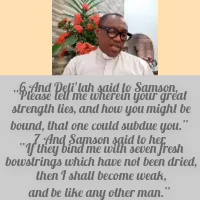 ..6 And Deli'lah said to Samson,
"Please tell me wherein your great
strength lies, and how you might be
bound, that one could subdue you."
7 And Samson said to her,
"If they bind me with seven fresh
bowstrings which have not been dried,
then I shall become weak,
and be like any other man."